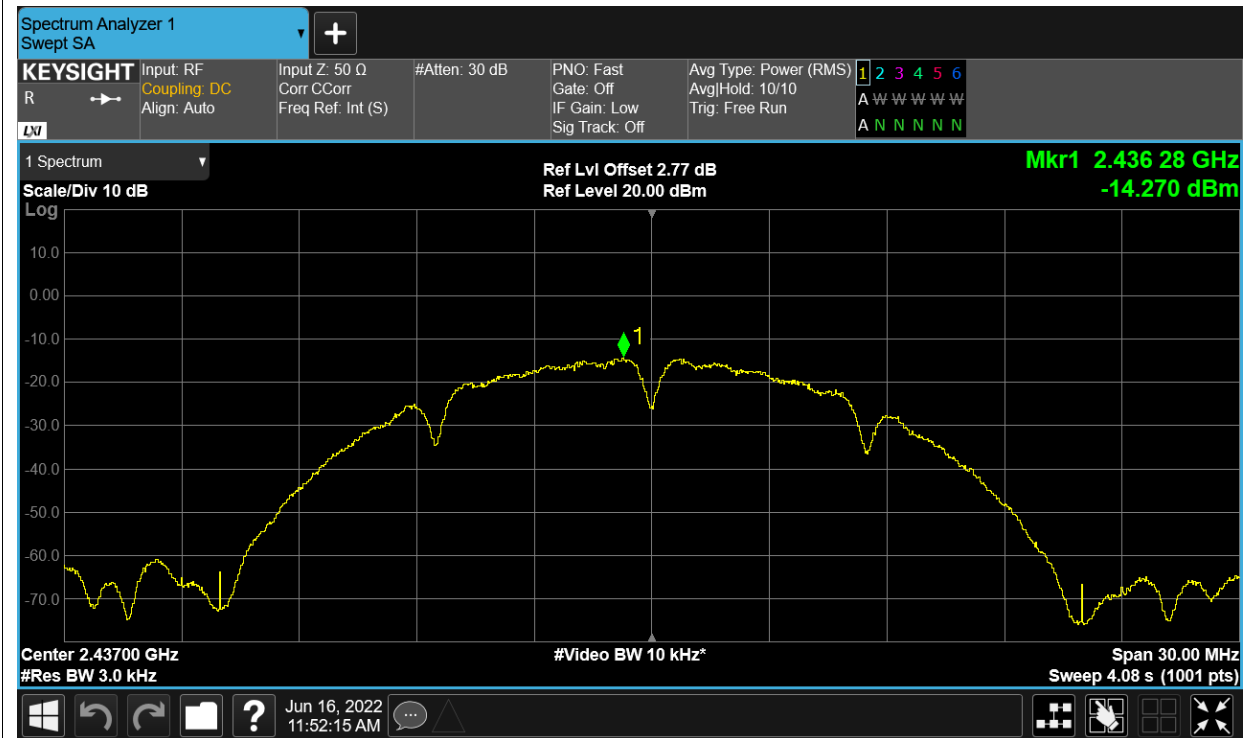 Spectrum Analyzer 1
Swept SA
+
KEYSIGHT
R
LXI
Input: RF
Coupling: DC
Align: Auto
Input Z: 50 Ω
Corr CCorr
Freq Ref: Int (S)
#Atten: 30 dB
PNO: Fast
Gate: Off
IF Gain: Low
Sig Track: Off
Avg Type: Power (RMS)
Avg|Hold: 10/10
Trig: Free Run
1 2 3 4 5 6
A W W W W W
A N N N N N
1 Spectrum
Scale/Div 10 dB
Ref Lvl Offset 2.77 dB
Ref Level 20.00 dBm
Mkr1 2.436 28 GHz
-14.270 dBm
Log
10.0
0.00
-10.0
-20.0
-30.0
-40.0
-50.0
-60.0
-70.0
1
Center 2.43700 GHz
#Res BW 3.0 kHz
#Video BW 10 kHz*
Span 30.00 MHz
Sweep 4.08 s (1001 pts)
?
Jun 16, 2022
11:52:15 AM